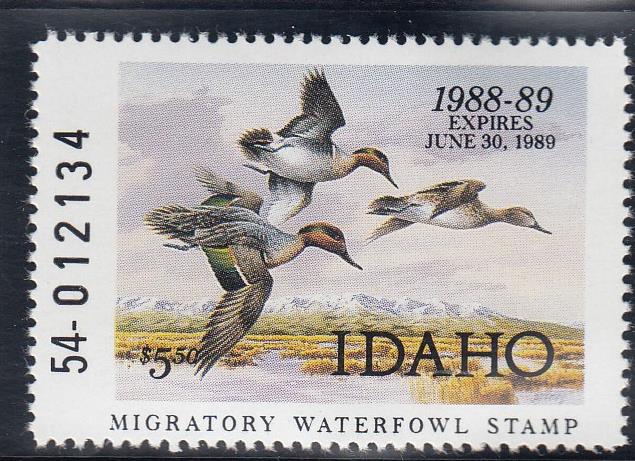 1988-89
EXPIRES
JUNE 30, 1989
54-012134
$5.50
IDAHO
MIGRATORY WATERFOWL STAMP